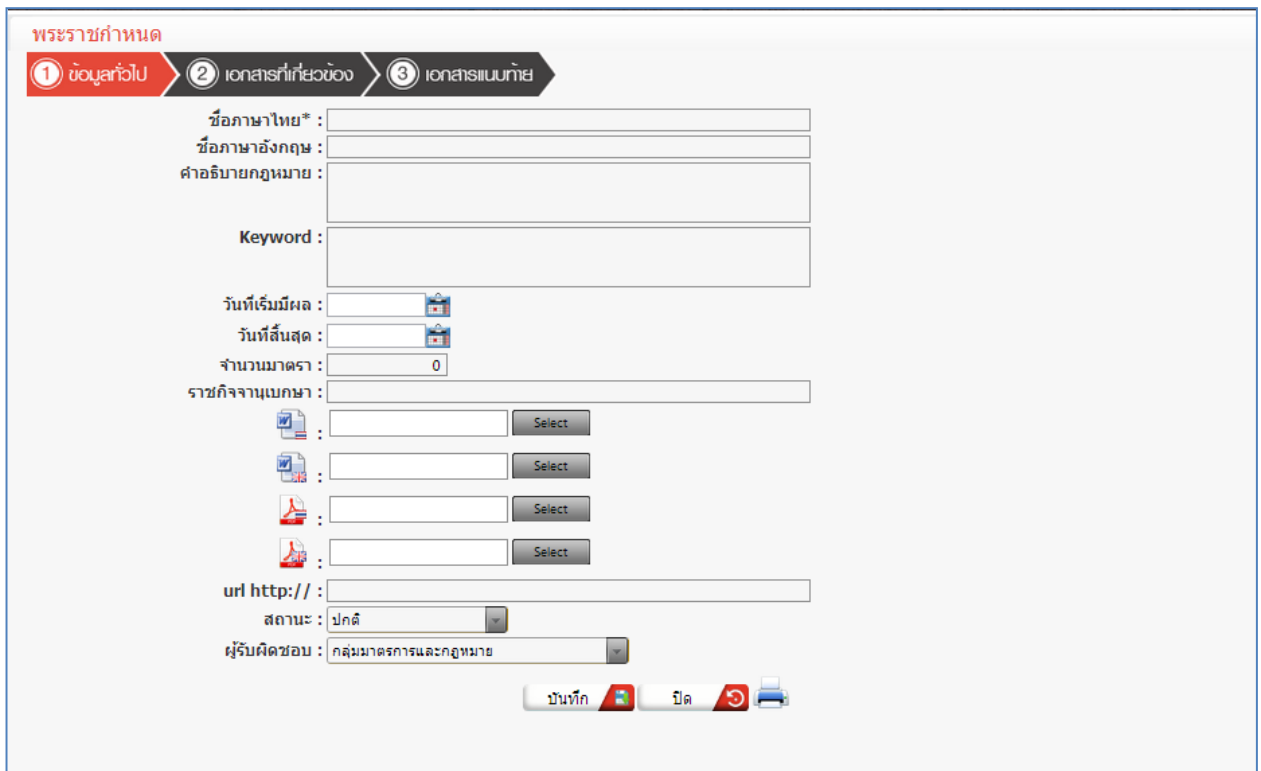 พระราชกำหนด
1 ข้อมูลทั่วไป 2 เอกสารที่เกี่ยวข้อง 3 เอกสารแนบท้าย
ชื่อภาษาไทย* :
ชื่อภาษาอังกฤษ :
คำอธิบายกฎหมาย :
Keyword :
วันที่เริ่มมีผล :
วันที่สิ้นสุด :
จำนวนมาตรา : 0
ราชกิจจานุเบกษา :
: Select
: Select
: Select
: Select
url http:// :
สถานะ : ปกติ
ผู้รับผิดชอบ : กลุ่มมาตรการและกฎหมาย
บันทึก ปิด